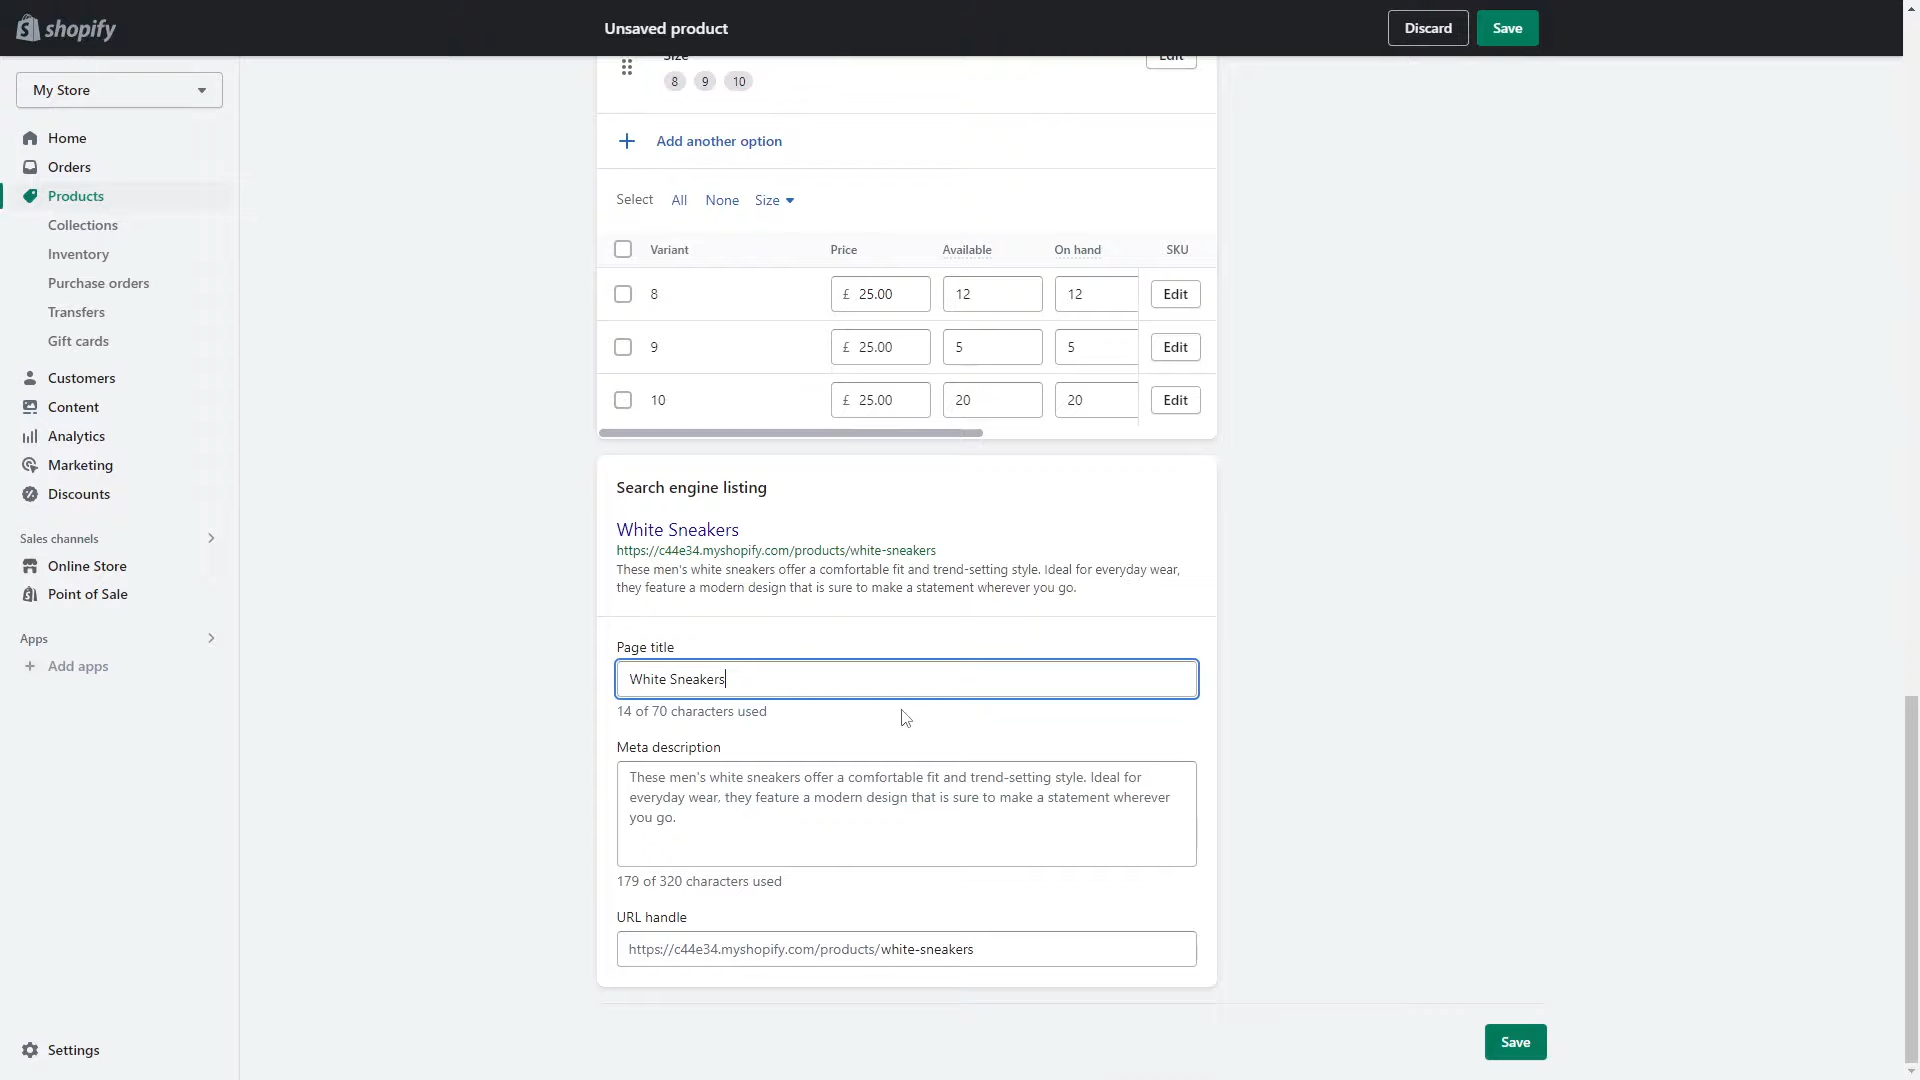 shopify
Unsaved product
Discard
Save
My Store
Home
Orders
Products
Collections
Inventory
Purchase orders
Transfers
Gift cards
Customers
Content
Analytics
Marketing
Discounts
Sales channels
Online Store
Point of Sale
Apps
Add apps
Settings
Size
Edit
8 9 10
Add another option
Select All None Size
Variant Price Available On hand SKU
8 £ 25.00 12 12 Edit
9 £ 25.00 5 5 Edit
10 £ 25.00 20 20 Edit
Search engine listing
White Sneakers
https://c44e34.myshopify.com/products/white-sneakers
These men's white sneakers offer a comfortable fit and trend-setting style. Ideal for everyday wear,
they feature a modern design that is sure to make a statement wherever you go.
Page title
White Sneakers
14 of 70 characters used
Meta description
These men's white sneakers offer a comfortable fit and trend-setting style. Ideal for
everyday wear, they feature a modern design that is sure to make a statement wherever
you go.
179 of 320 characters used
URL handle
https://c44e34.myshopify.com/products/white-sneakers
Save